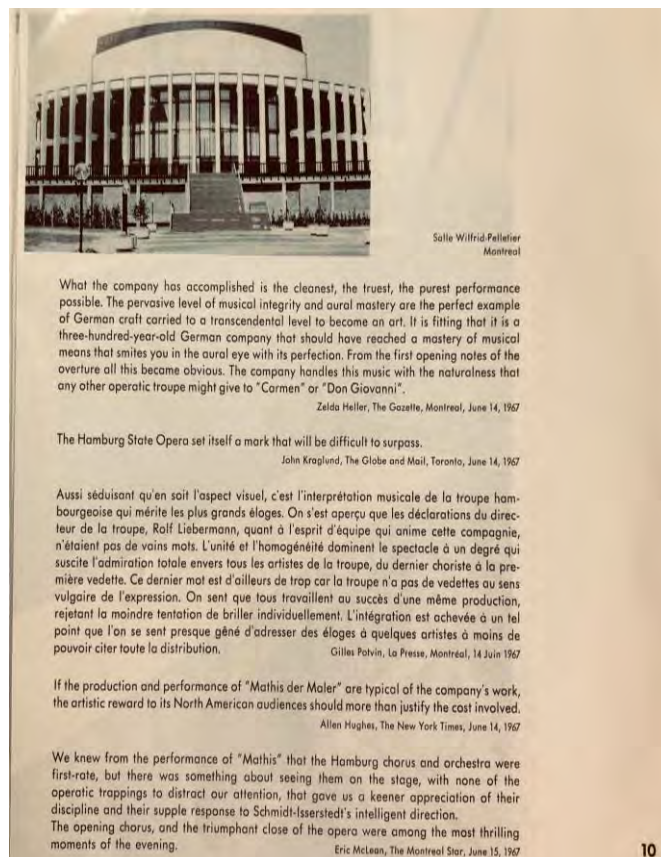 Salle Wilfrid-Pelletier
Montreal
What the company has accomplished is the cleanest, the truest, the purest performance
possible. The pervasive level of musical integrity and aural mastery are the perfect example
of German craft carried to a transcendental level to become an art. It is fitting that it is a
three-hundred-year-old German company that should have reached a mastery of musical
means that smites you in the aural eye with its perfection. From the first opening notes of the
overture all this became obvious. The company handles this music with the naturalness that
any other operatic troupe might give to "Carmen" or "Don Giovanni".
Zelda Heller, The Gazette, Montreal, June 14, 1967
The Hamburg State Opera set itself a mark that will be difficult to surpass.
John Kraglund, The Globe and Mail, Toronto, June 14, 1967
Aussi séduisant qu'en soit l'aspect visuel, c'est l'interprétation musicale de la troupe ham-
bourgeoise qui mérite les plus grands éloges. On s'est aperçu que les déclarations du direc-
teur de la troupe, Rolf Liebermann, quant à l'esprit d'équipe qui anime cette compagnie,
n'étaient pas de vains mots. L'unité et l'homogénéité dominent le spectacle à un degré qui
suscite l'admiration totale envers tous les artistes de la troupe, du dernier choriste à la pre-
mière vedette. Ce dernier mot est d'ailleurs de trop car la troupe n'a pas de vedettes au sens
vulgaire de l'expression. On sent que tous travaillent au succès d'une même production,
rejetant la moindre tentation de briller individuellement. L'intégration est achevée à un tel
point que l'on se sent presque gêné d'adresser des éloges à quelques artistes à moins de
pouvoir citer toute la distribution. Gilles Potvin, La Presse, Montréal, 14 Juin 1967
If the production and performance of "Mathis der Maler" are typical of the company's work,
the artistic reward to its North American audiences should more than justify the cost involved.
Allen Hughes, The New York Times, June 14, 1967
We knew from the performance of "Mathis" that the Hamburg chorus and orchestra were
first-rate, but there was something about seeing them on the stage, with none of the
operatic trappings to distract our attention, that gave us a keener appreciation of their
discipline and their supple response to Schmidt-Isserstedt's intelligent direction.
The opening chorus, and the triumphant close of the opera were among the most thrilling
moments of the evening. Eric McLean, The Montreal Star, June 15, 1967
10